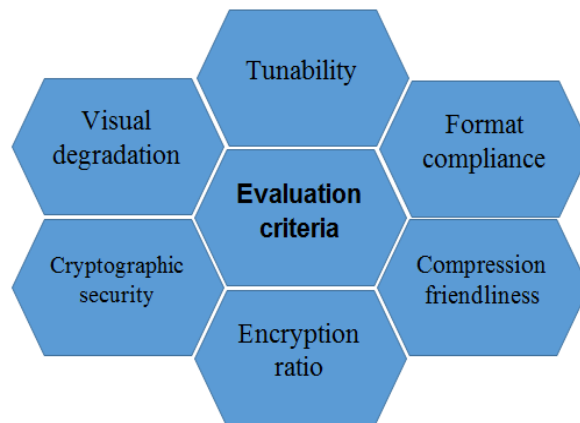 Tunability
Visual
degradation
Format
compliance
Evaluation
criteria
Cryptographic
security
Compression
friendliness
Encryption
ratio